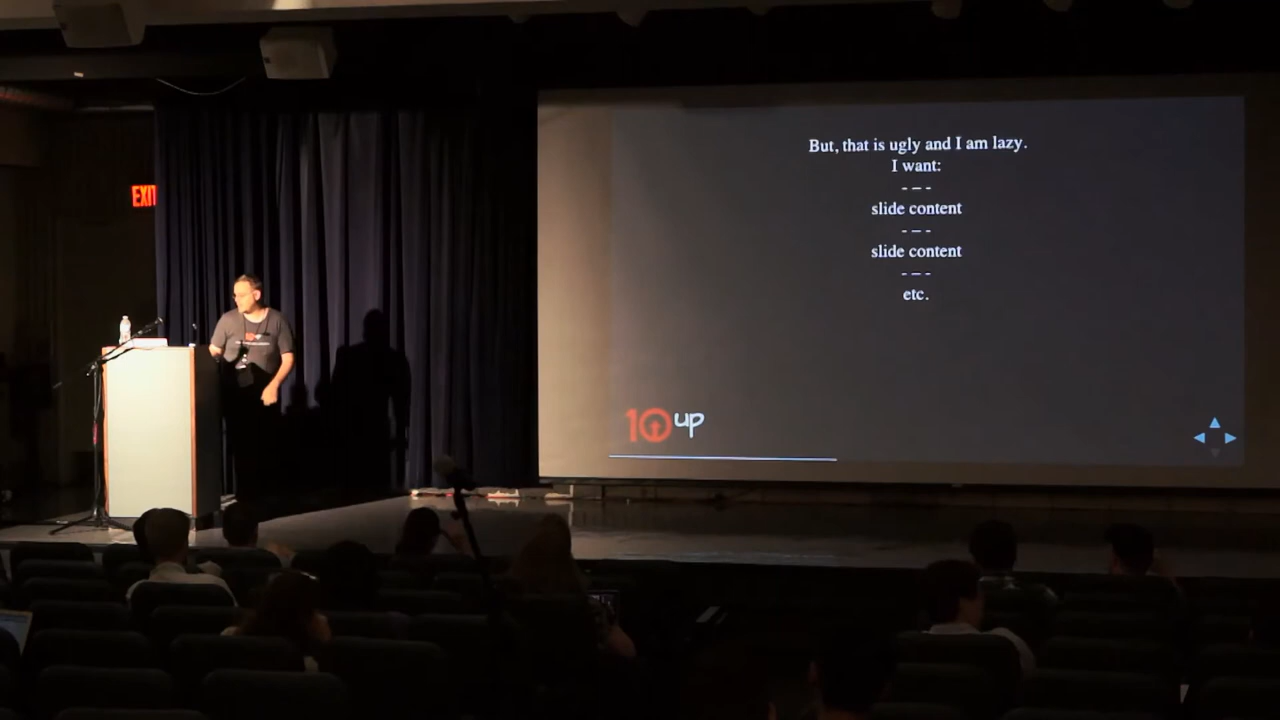 EXIT
But, that is ugly and I am lazy.
I want:
- – -
slide content
- – -
slide content
- – -
etc.
10up